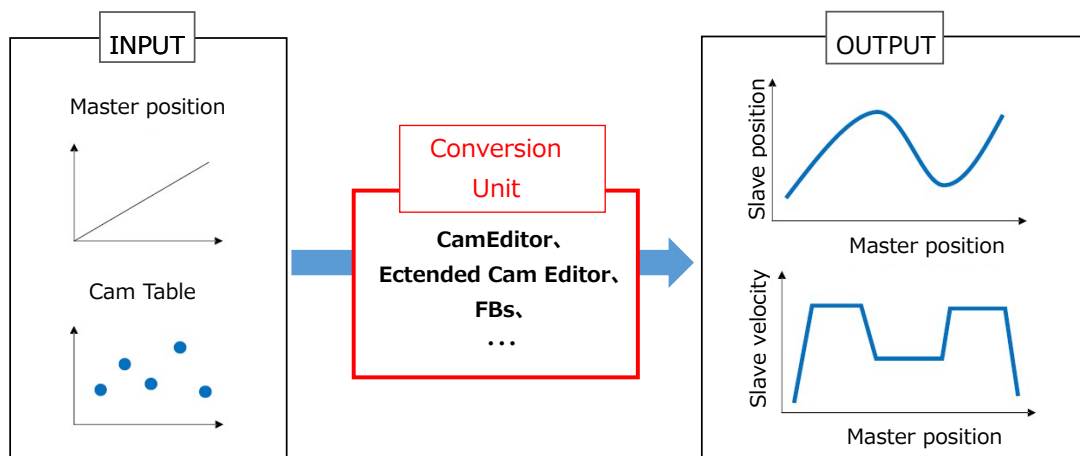 INPUT
Master position
Cam Table
Conversion
Unit
CamEditor、
Ectended Cam Editor、
FBs、
・・・
OUTPUT
Slave position
Master position
Slave velocity
Master position